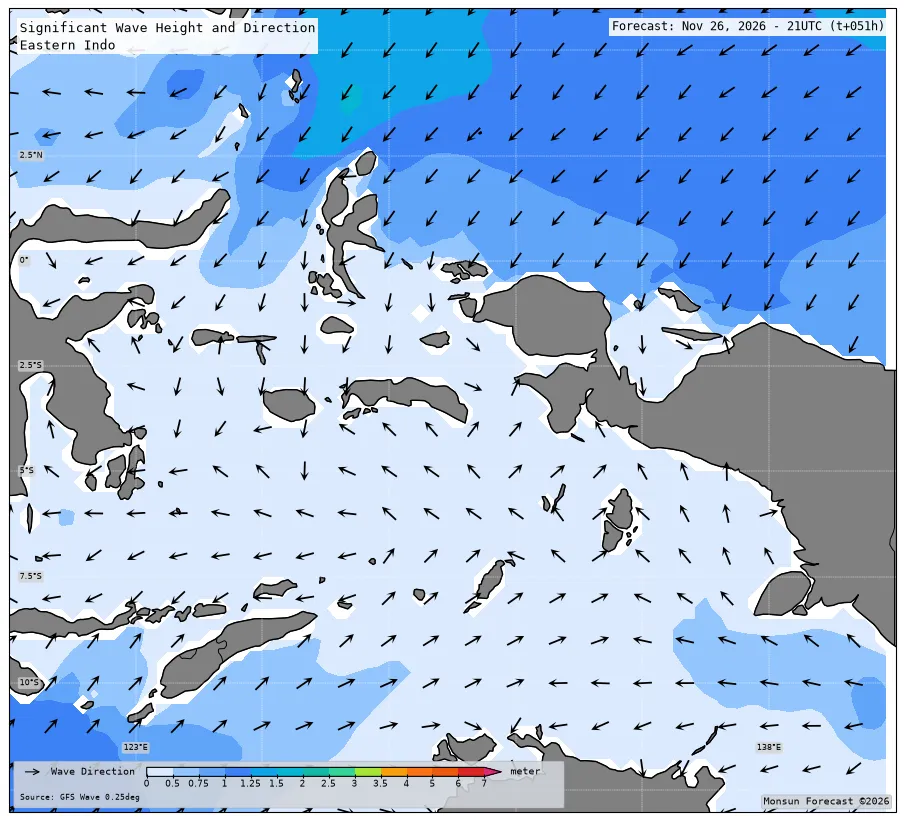 Significant Wave Height and Direction
Eastern Indo
Forecast: Nov 26, 2026 - 21UTC (t+051h)
2.5°N
0°
2.5°S
5°S
7.5°S
10°S
123°E
138°E
Wave Direction
meter
0 0.5 0.75 1 1.25 1.5 2 2.5 3 3.5 4 5 6 7
Source: GFS Wave 0.25deg
Monsun Forecast ©2026